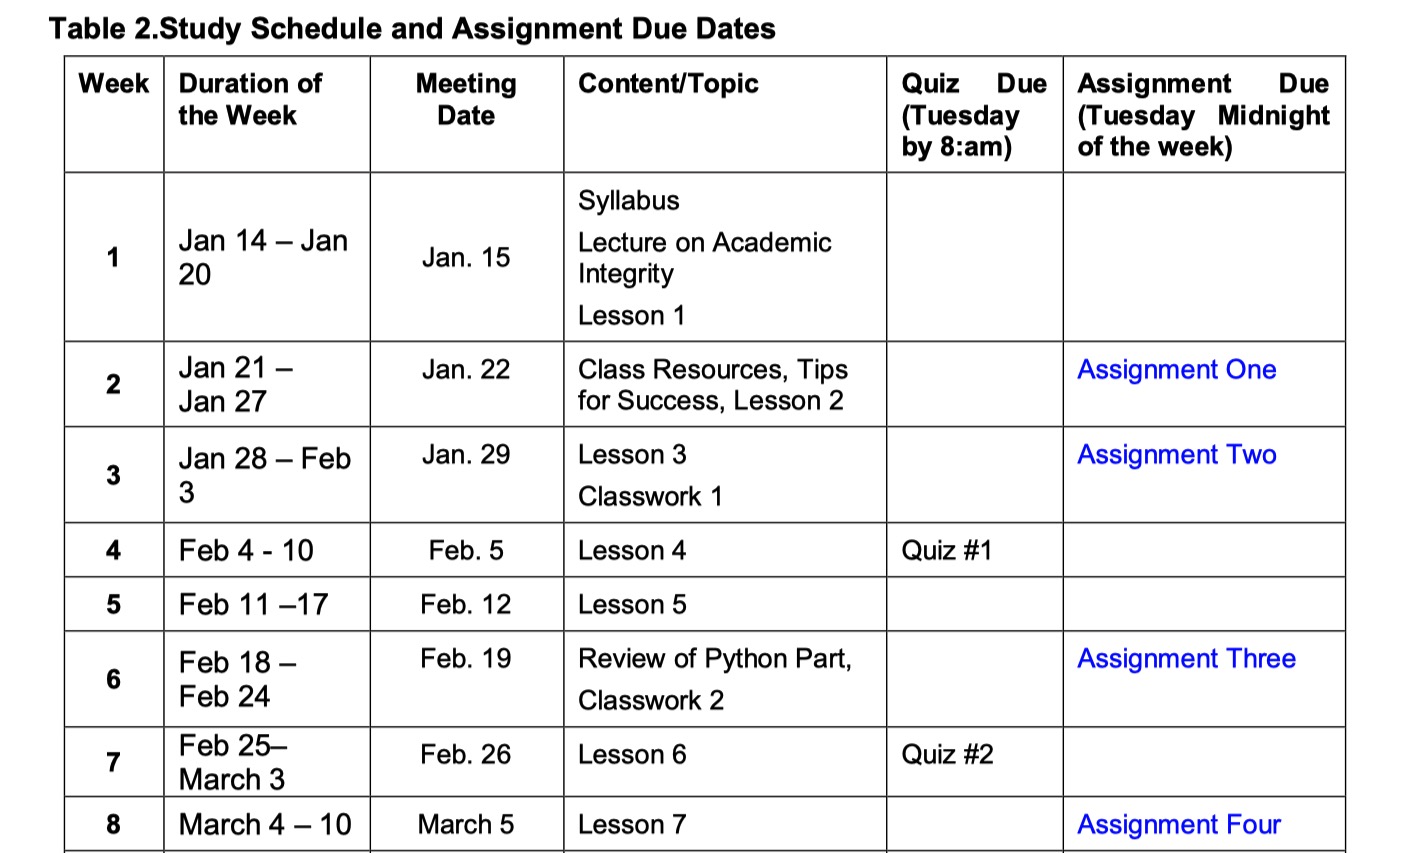 Table 2.Study Schedule and Assignment Due Dates
Week
Duration of
the Week
Meeting
Date
Content/Topic
Quiz Due
(Tuesday
by 8:am)
Assignment Due
(Tuesday Midnight
of the week)
1
Jan 14 – Jan
20
Jan. 15
Syllabus
Lecture on Academic
Integrity
Lesson 1
2
Jan 21 –
Jan 27
Jan. 22
Class Resources, Tips
for Success, Lesson 2
Assignment One
3
Jan 28 – Feb
3
Jan. 29
Lesson 3
Classwork 1
Assignment Two
4
Feb 4 - 10
Feb. 5
Lesson 4
Quiz #1
5
Feb 11 –17
Feb. 12
Lesson 5
6
Feb 18 –
Feb 24
Feb. 19
Review of Python Part,
Classwork 2
Assignment Three
7
Feb 25–
March 3
Feb. 26
Lesson 6
Quiz #2
8
March 4 – 10
March 5
Lesson 7
Assignment Four